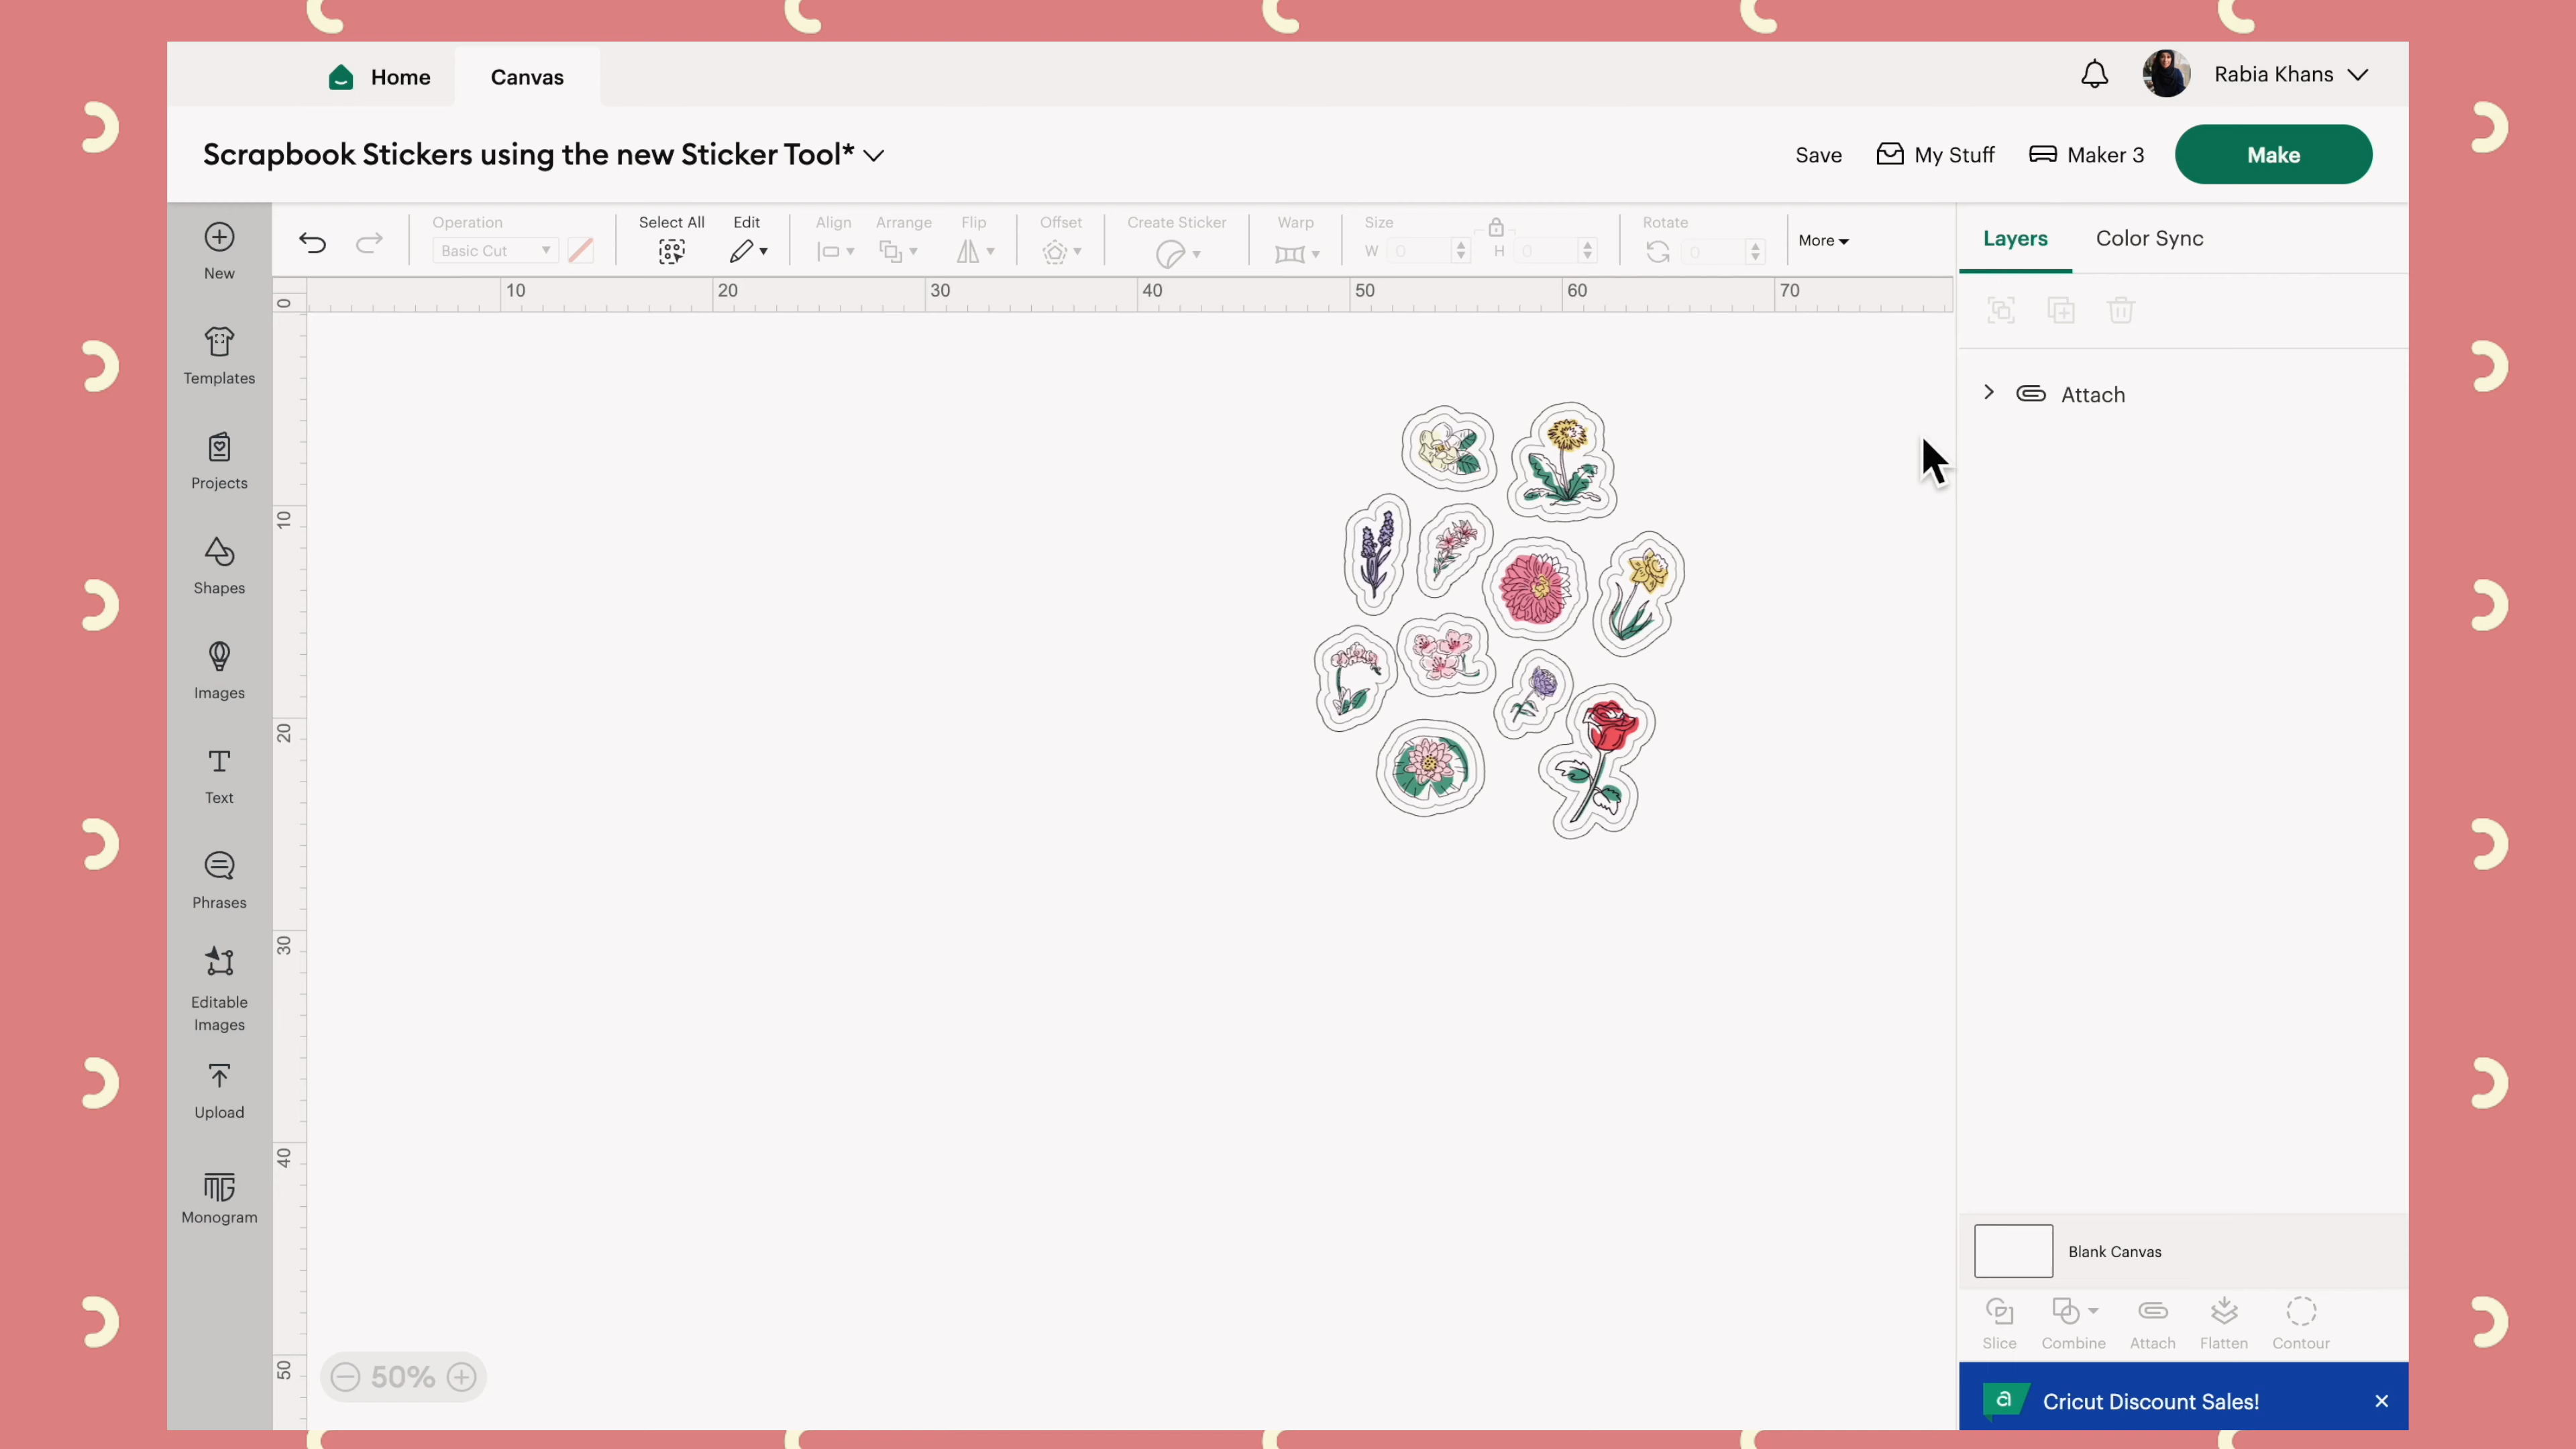 Home
Canvas
Rabia Khans
Scrapbook Stickers using the new Sticker Tool*
Save
My Stuff
Maker 3
Make
New
Templates
Projects
Shapes
Images
Text
Phrases
Editable
Images
Upload
Monogram
Operation
Basic Cut
Select All
Edit
Align
Arrange
Flip
Offset
Create Sticker
Warp
Size
W 0
H 0
Rotate
0
More
0 10 20 30 40 50 60 70
10
20
30
40
50
50%
Layers
Color Sync
Attach
Blank Canvas
Slice
Combine
Attach
Flatten
Contour
a
Cricut Discount Sales!